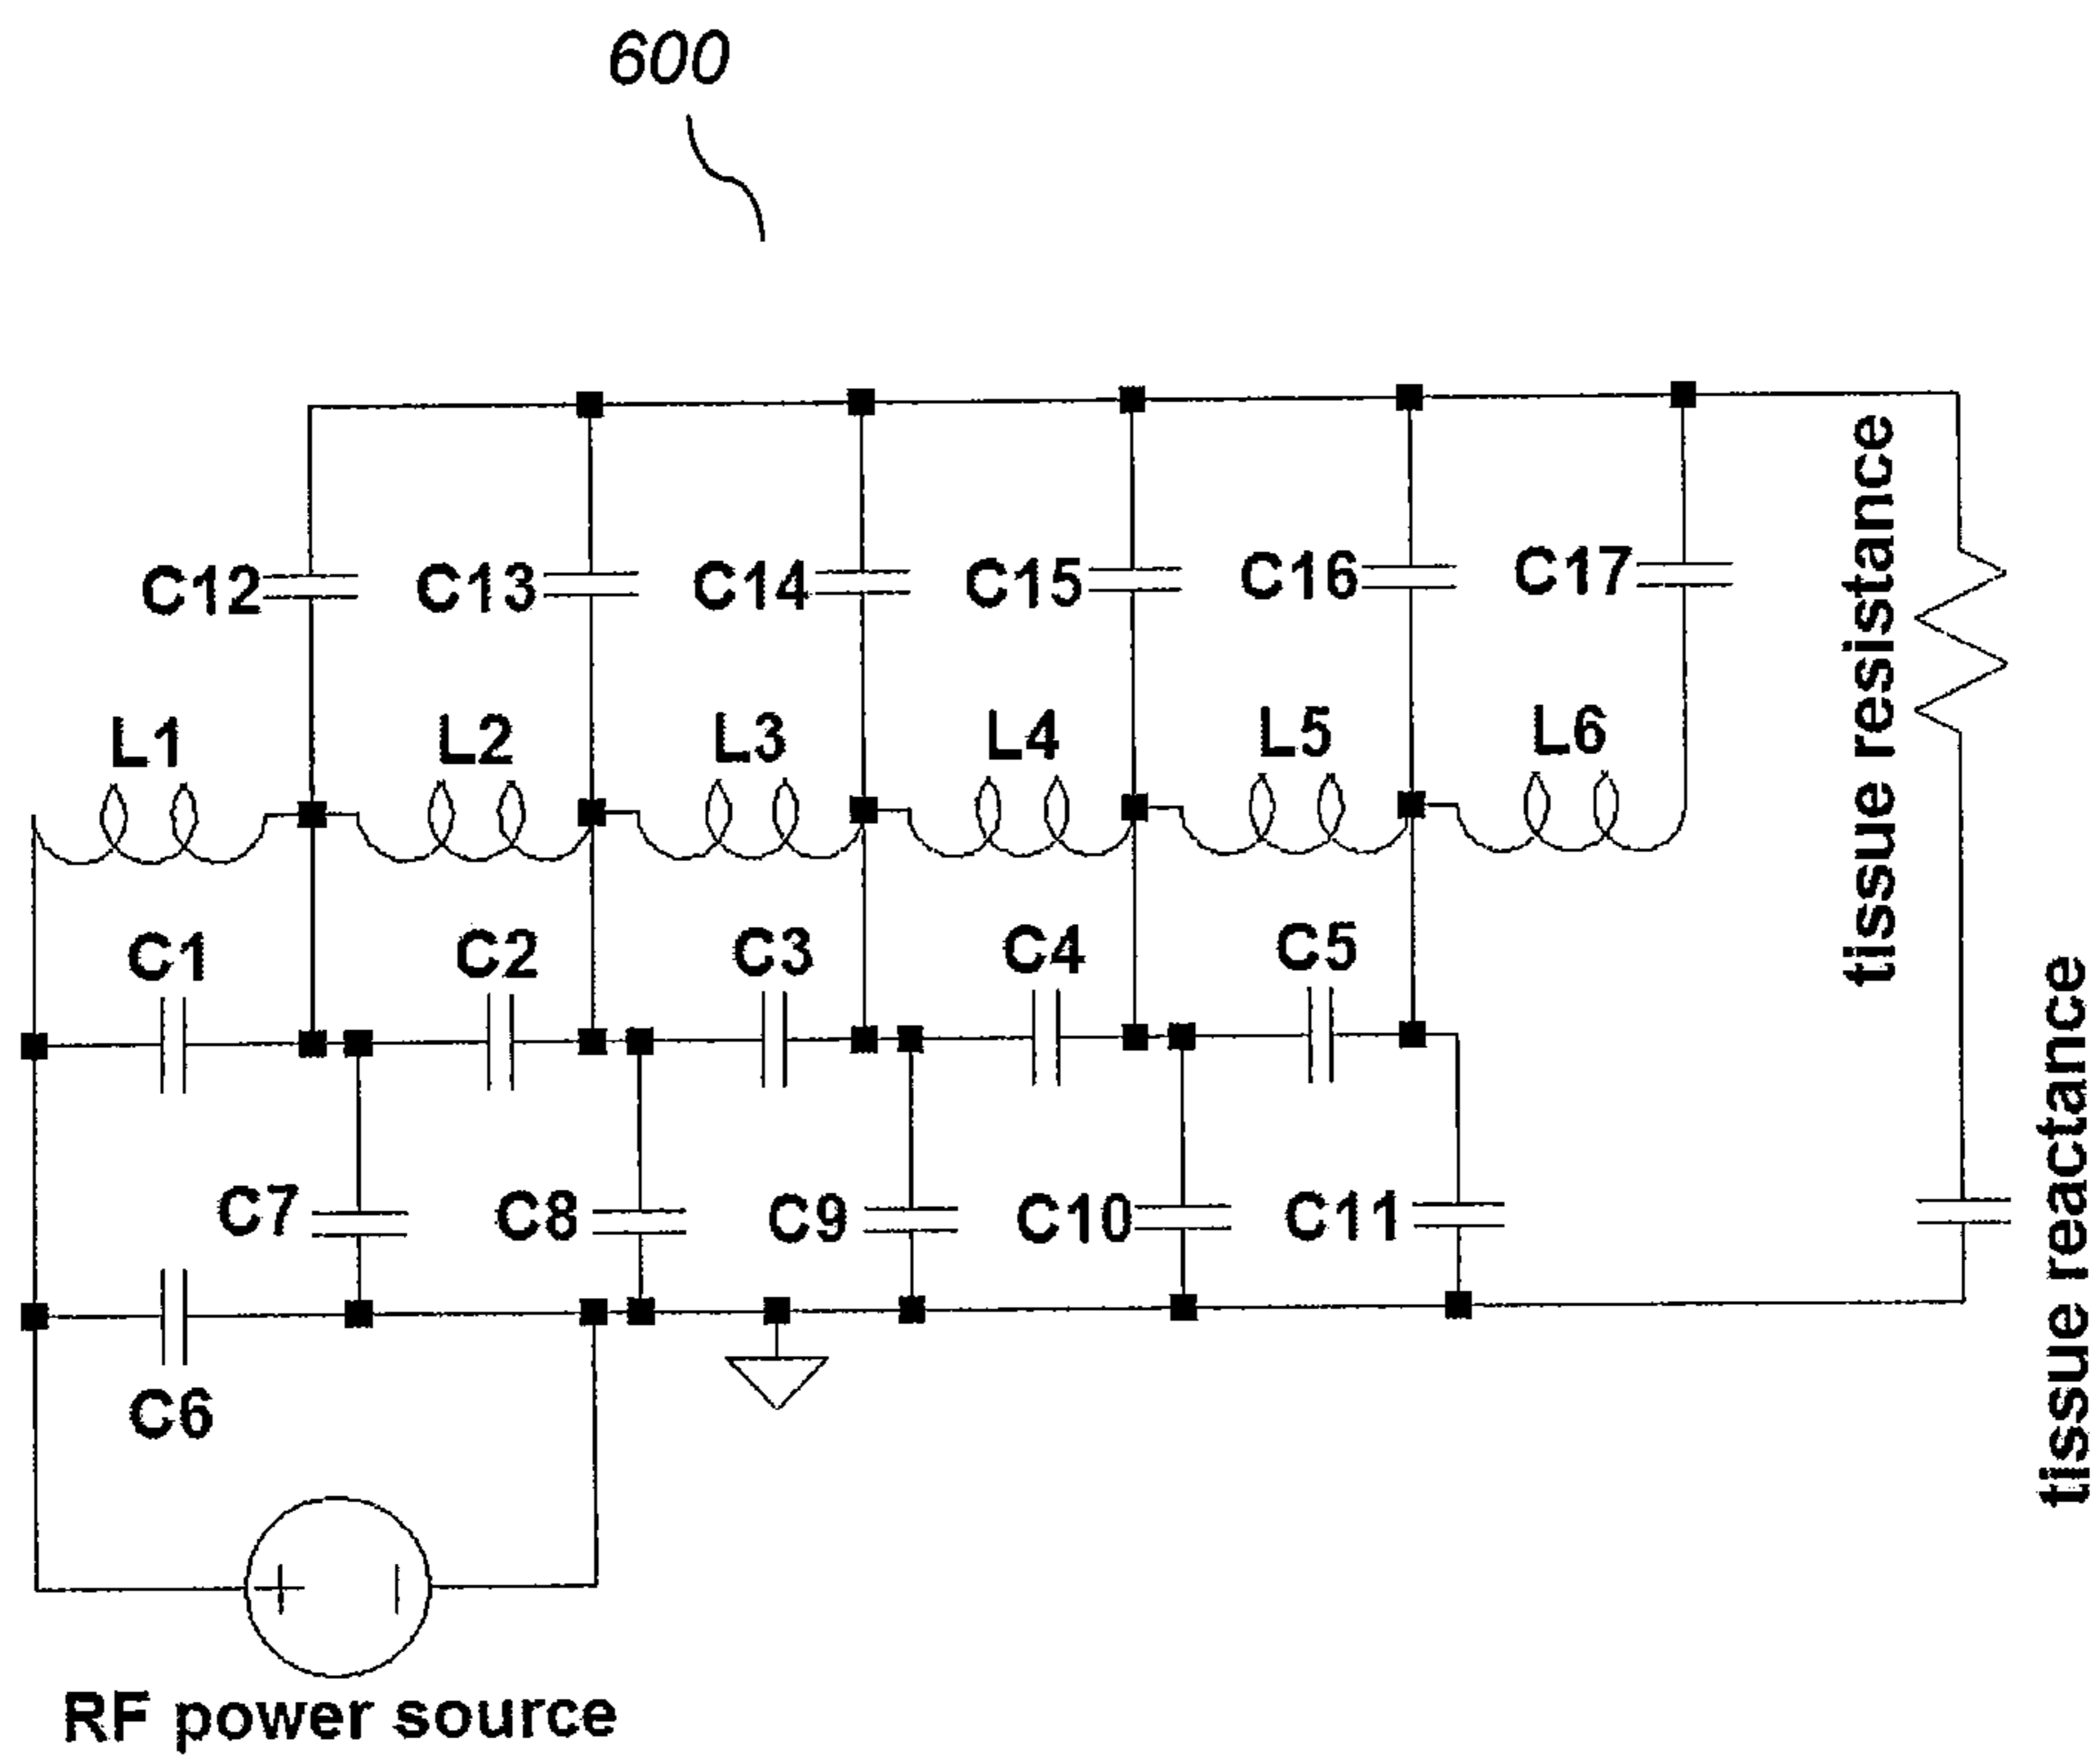 600
C12 C13 C14 C15 C16 C17
tissue resistance
L1 L2 L3 L4 L5 L6
C1 C2 C3 C4 C5
tissue reactance
C7 C8 C9 C10 C11
C6
RF power source